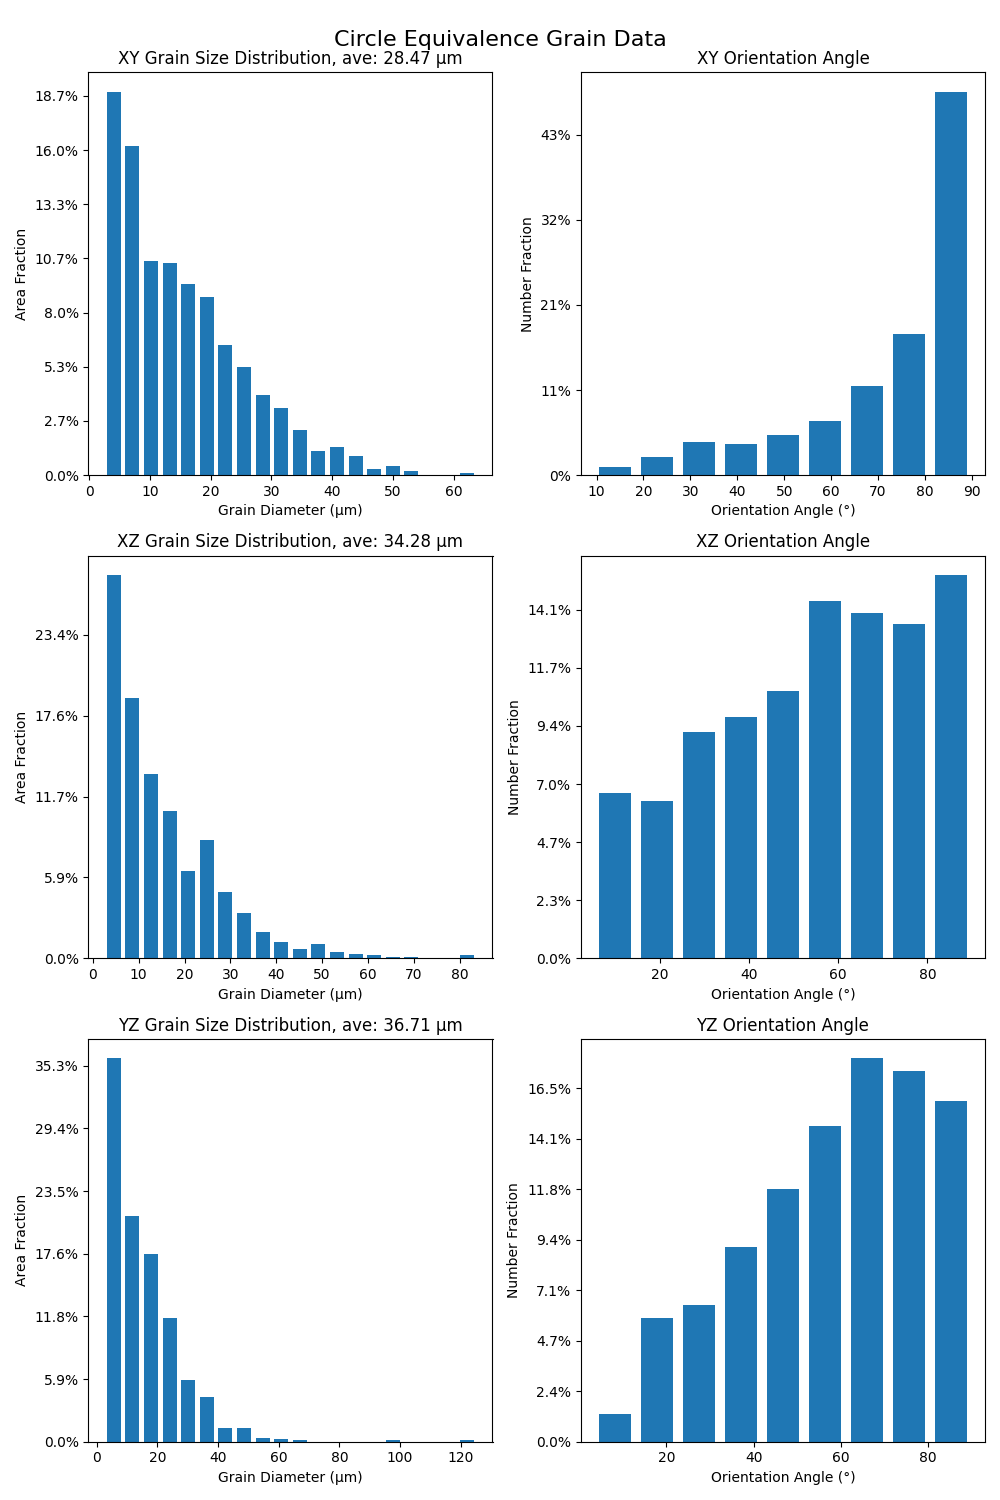 Circle Equivalence Grain Data
XY Grain Size Distribution, ave: 28.47 μm
18.7%
16.0%
13.3%
10.7%
8.0%
5.3%
2.7%
0.0%
Area Fraction
0 10 20 30 40 50 60
Grain Diameter (μm)
XY Orientation Angle
43%
32%
21%
11%
0%
Number Fraction
10 20 30 40 50 60 70 80 90
Orientation Angle (°)
XZ Grain Size Distribution, ave: 34.28 μm
23.4%
17.6%
11.7%
5.9%
0.0%
Area Fraction
0 10 20 30 40 50 60 70 80
Grain Diameter (μm)
XZ Orientation Angle
14.1%
11.7%
9.4%
7.0%
4.7%
2.3%
0.0%
Number Fraction
20 40 60 80
Orientation Angle (°)
YZ Grain Size Distribution, ave: 36.71 μm
35.3%
29.4%
23.5%
17.6%
11.8%
5.9%
0.0%
Area Fraction
0 20 40 60 80 100 120
Grain Diameter (μm)
YZ Orientation Angle
16.5%
14.1%
11.8%
9.4%
7.1%
4.7%
2.4%
0.0%
Number Fraction
20 40 60 80
Orientation Angle (°)